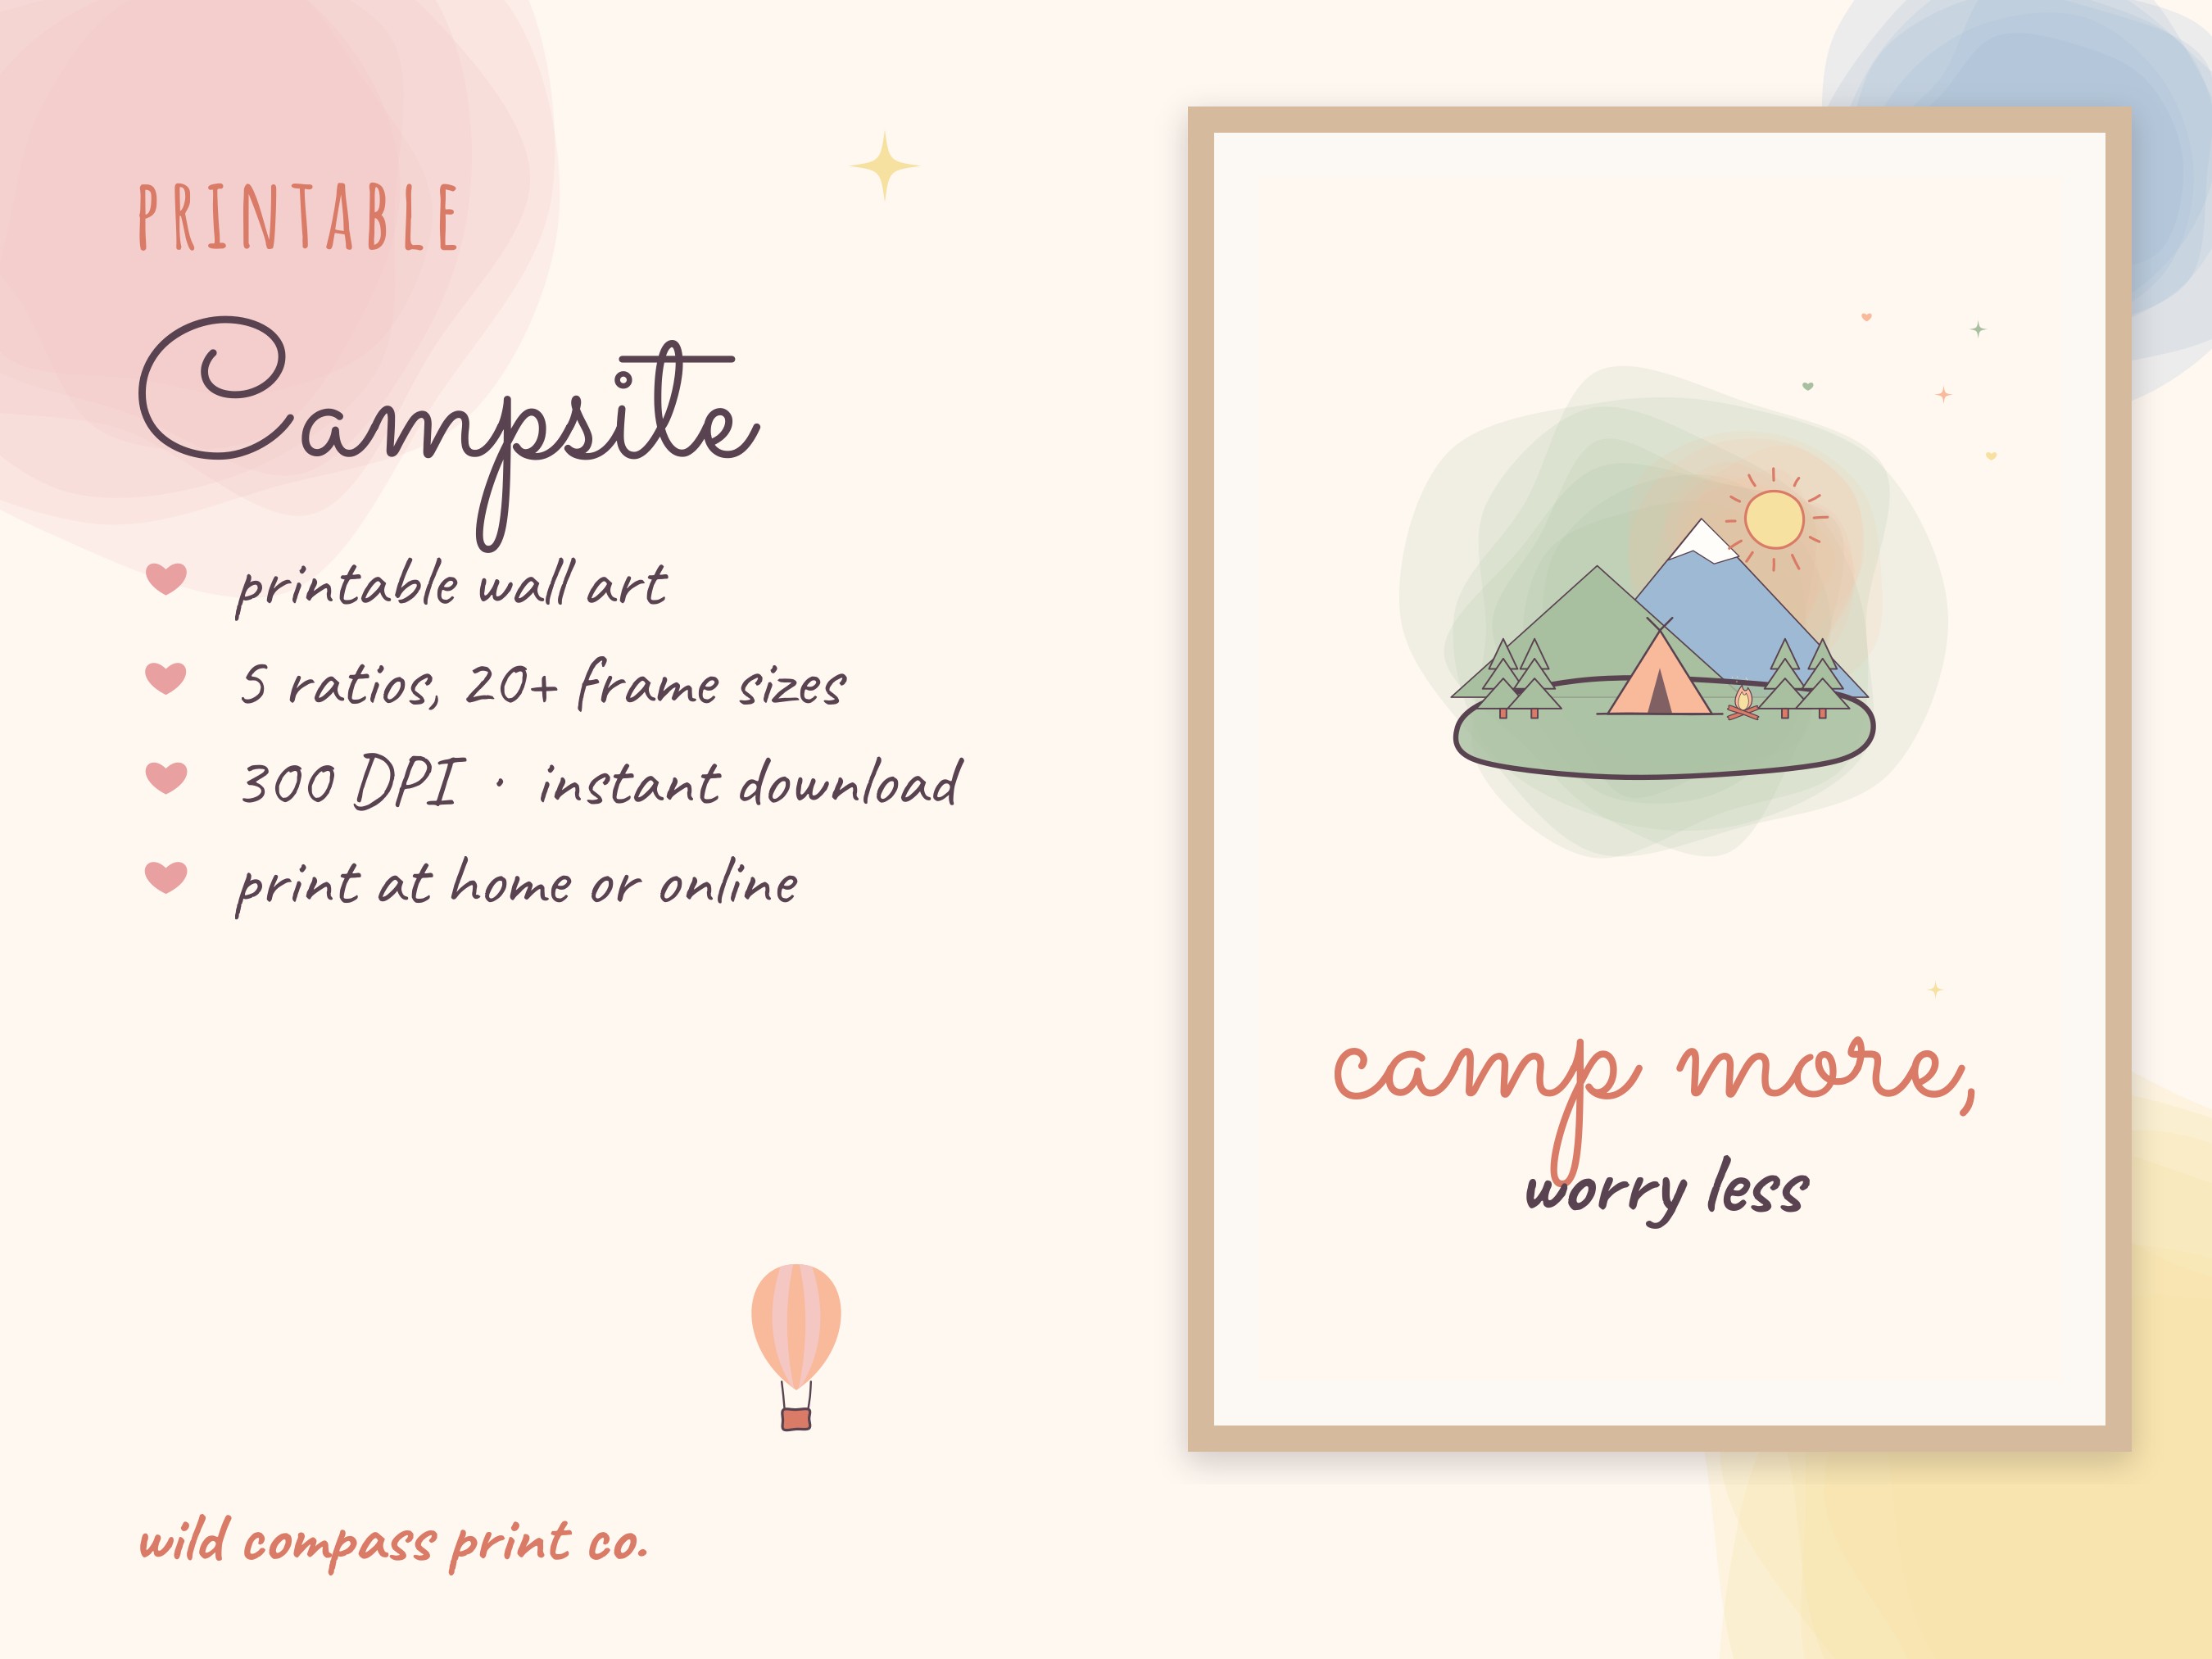 PRINTABLE
Campsite
printable wall art
5 ratios, 20+ frame sizes
300 DPI · instant download
print at home or online
wild compass print co.
camp more,
worry less